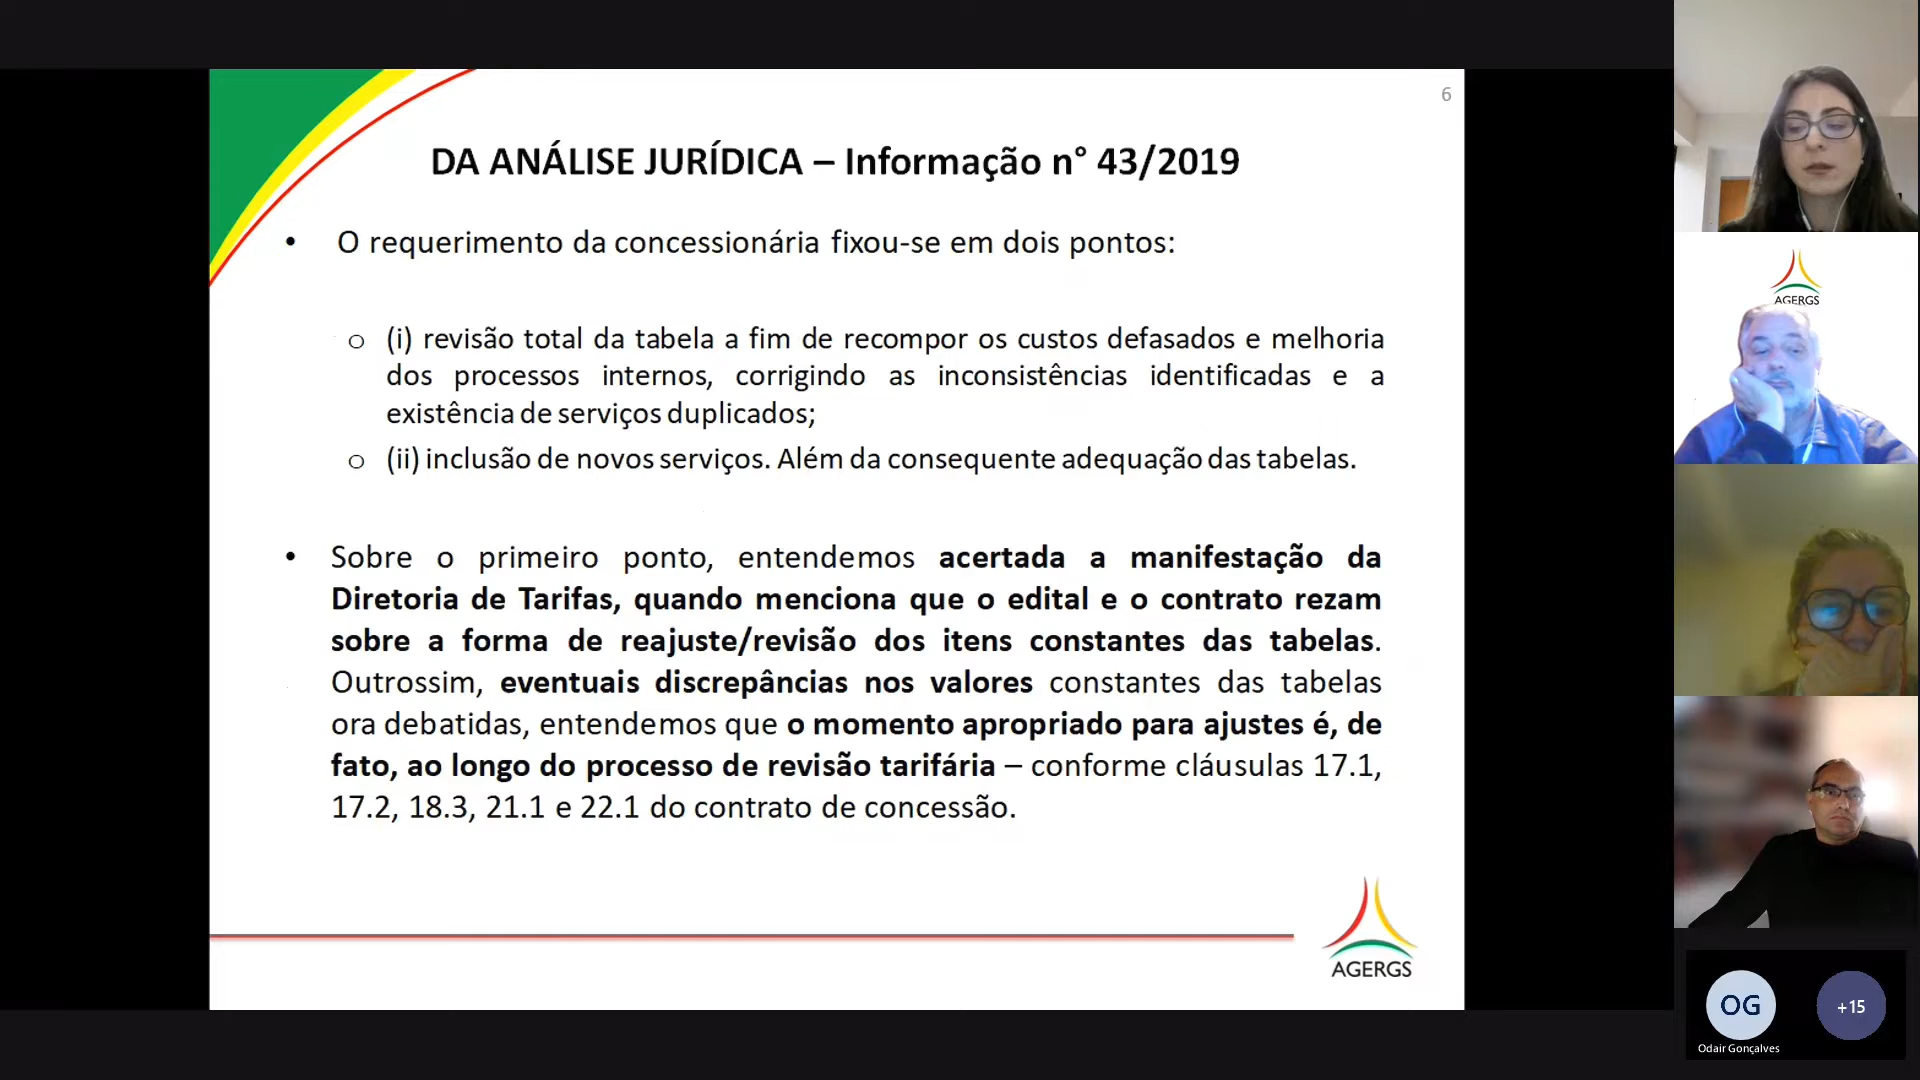 6
DA ANÁLISE JURÍDICA – Informação n° 43/2019
• O requerimento da concessionária fixou-se em dois pontos:
o (i) revisão total da tabela a fim de recompor os custos defasados e melhoria
dos processos internos, corrigindo as inconsistências identificadas e a
existência de serviços duplicados;
o (ii) inclusão de novos serviços. Além da consequente adequação das tabelas.
• Sobre o primeiro ponto, entendemos acertada a manifestação da
Diretoria de Tarifas, quando menciona que o edital e o contrato rezam
sobre a forma de reajuste/revisão dos itens constantes das tabelas.
Outrossim, eventuais discrepâncias nos valores constantes das tabelas
ora debatidas, entendemos que o momento apropriado para ajustes é, de
fato, ao longo do processo de revisão tarifária – conforme cláusulas 17.1,
17.2, 18.3, 21.1 e 22.1 do contrato de concessão.
AGERGS
AGERGS
OG
+15
Odair Gonçalves